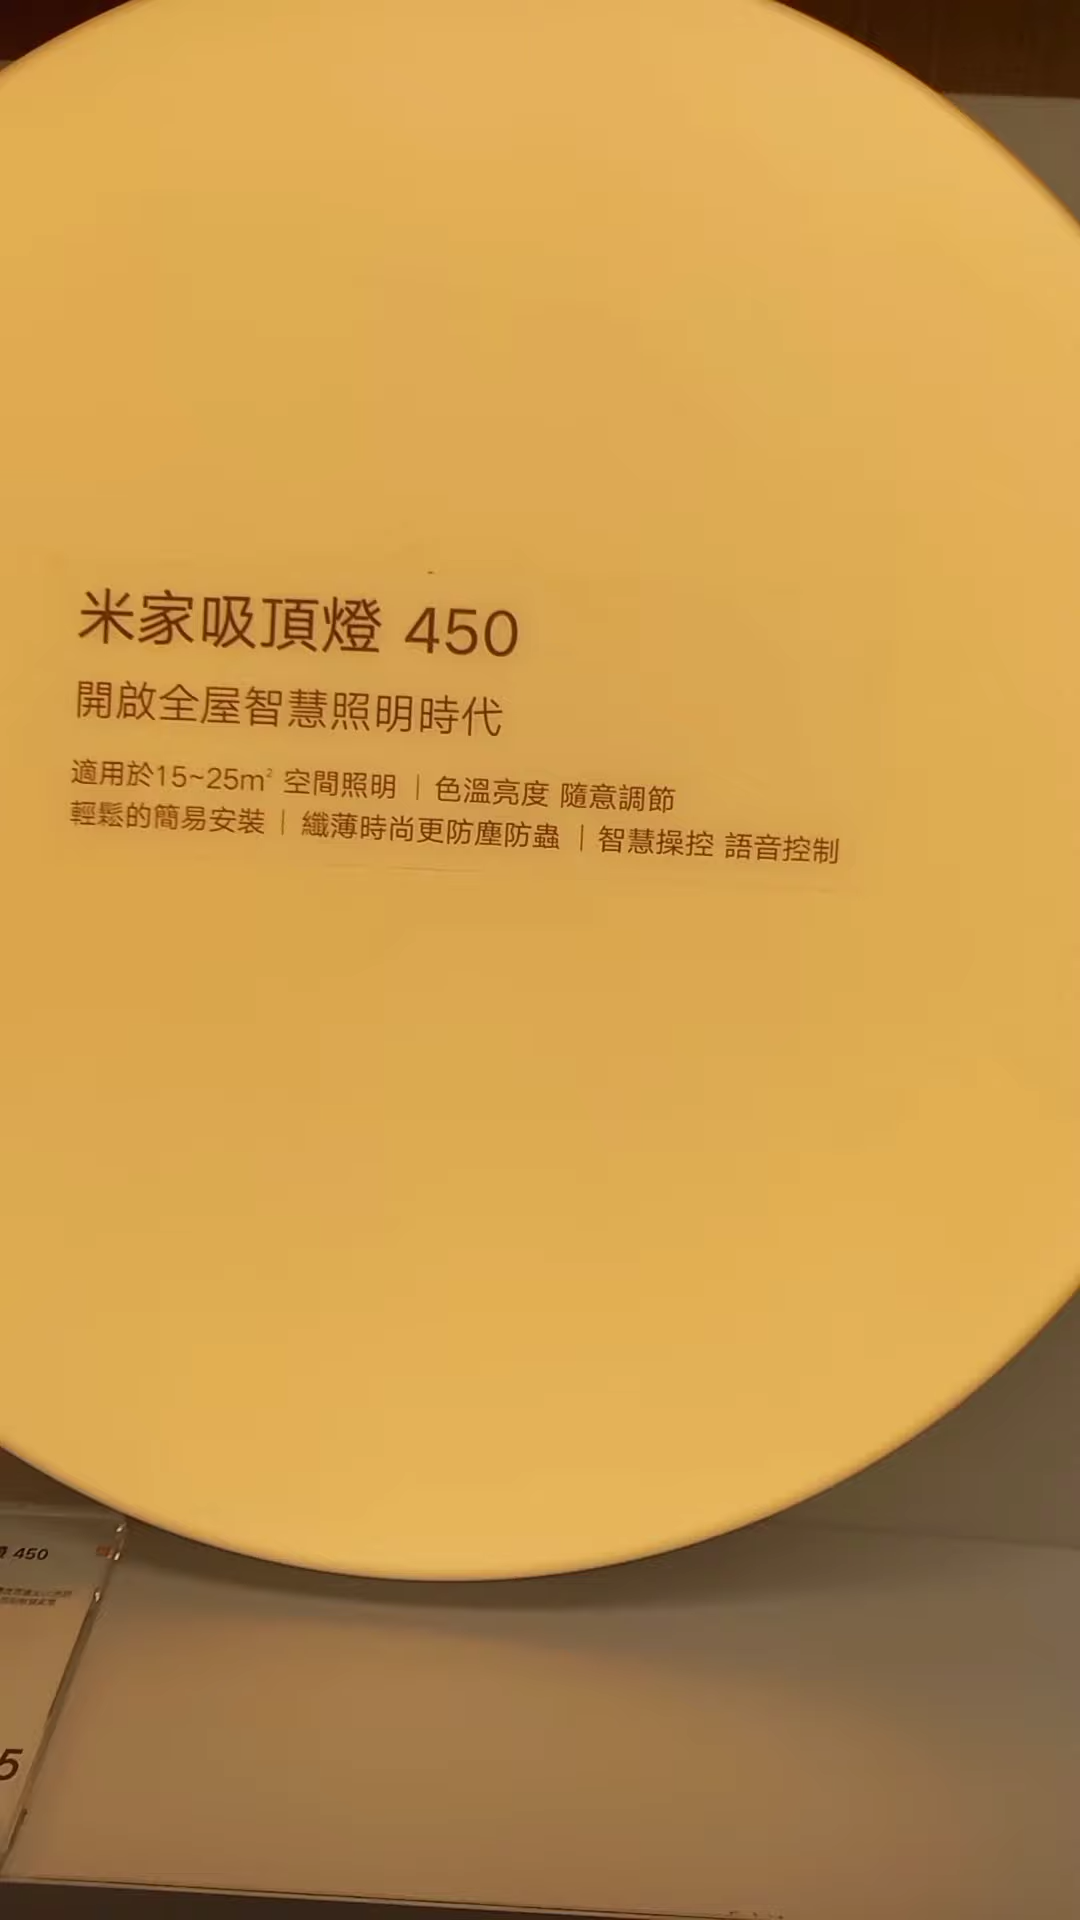 米家吸頂燈 450
開啟全屋智慧照明時代
適用於15~25m² 空間照明 | 色溫亮度 隨意調節
輕鬆的簡易安裝 | 纖薄時尚更防塵防蟲 | 智慧操控 語音控制
450
5